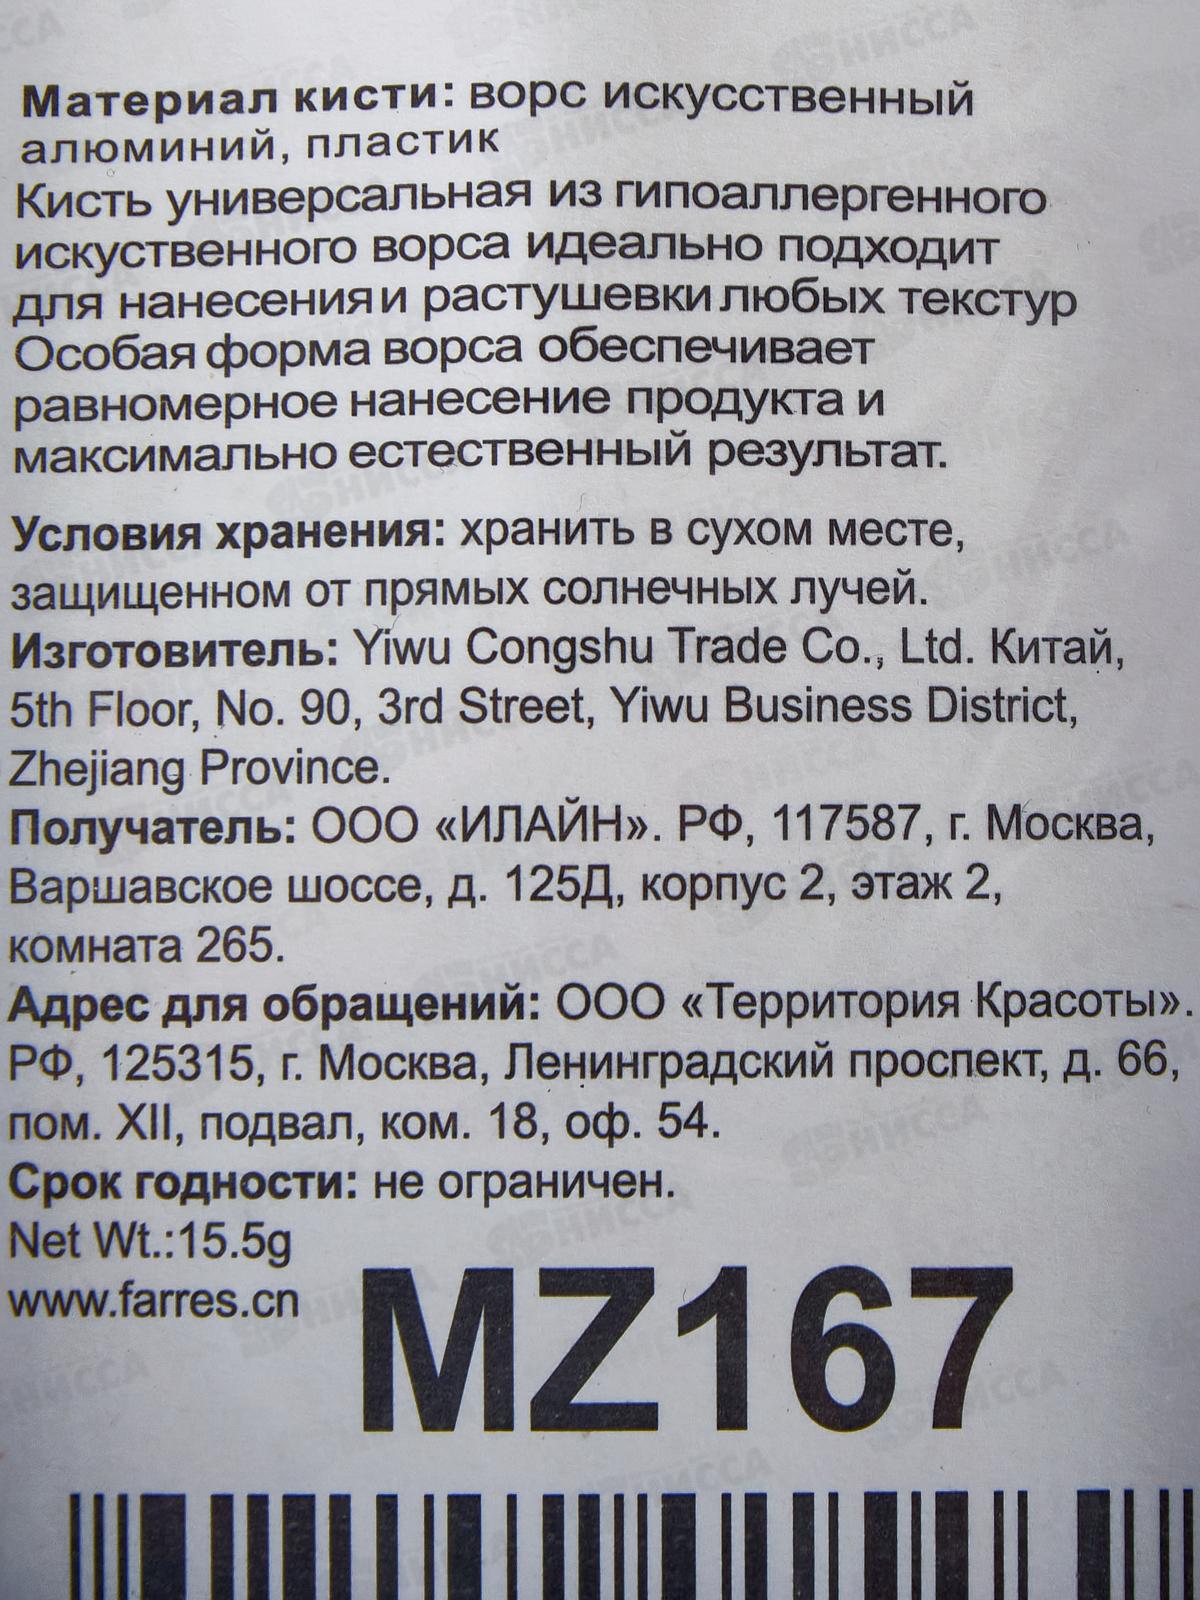 Материал кисти: ворс искусственный
алюминий, пластик
Кисть универсальная из гипоаллергенного
искуственного ворса идеально подходит
для нанесения и растушевки любых текстур
Особая форма ворса обеспечивает
равномерное нанесение продукта и
максимально естественный результат.
Условия хранения: хранить в сухом месте,
защищенном от прямых солнечных лучей.
Изготовитель: Yiwu Congshu Trade Co., Ltd. Китай,
5th Floor, No. 90, 3rd Street, Yiwu Business District,
Zhejiang Province.
Получатель: ООО «ИЛАЙН». РФ, 117587, г. Москва,
Варшавское шоссе, д. 125Д, корпус 2, этаж 2,
комната 265.
Адрес для обращений: ООО «Территория Красоты».
РФ, 125315, г. Москва, Ленинградский проспект, д. 66,
пом. XII, подвал, ком. 18, оф. 54.
Срок годности: не ограничен.
Net Wt.:15.5g
www.farres.cn
MZ167